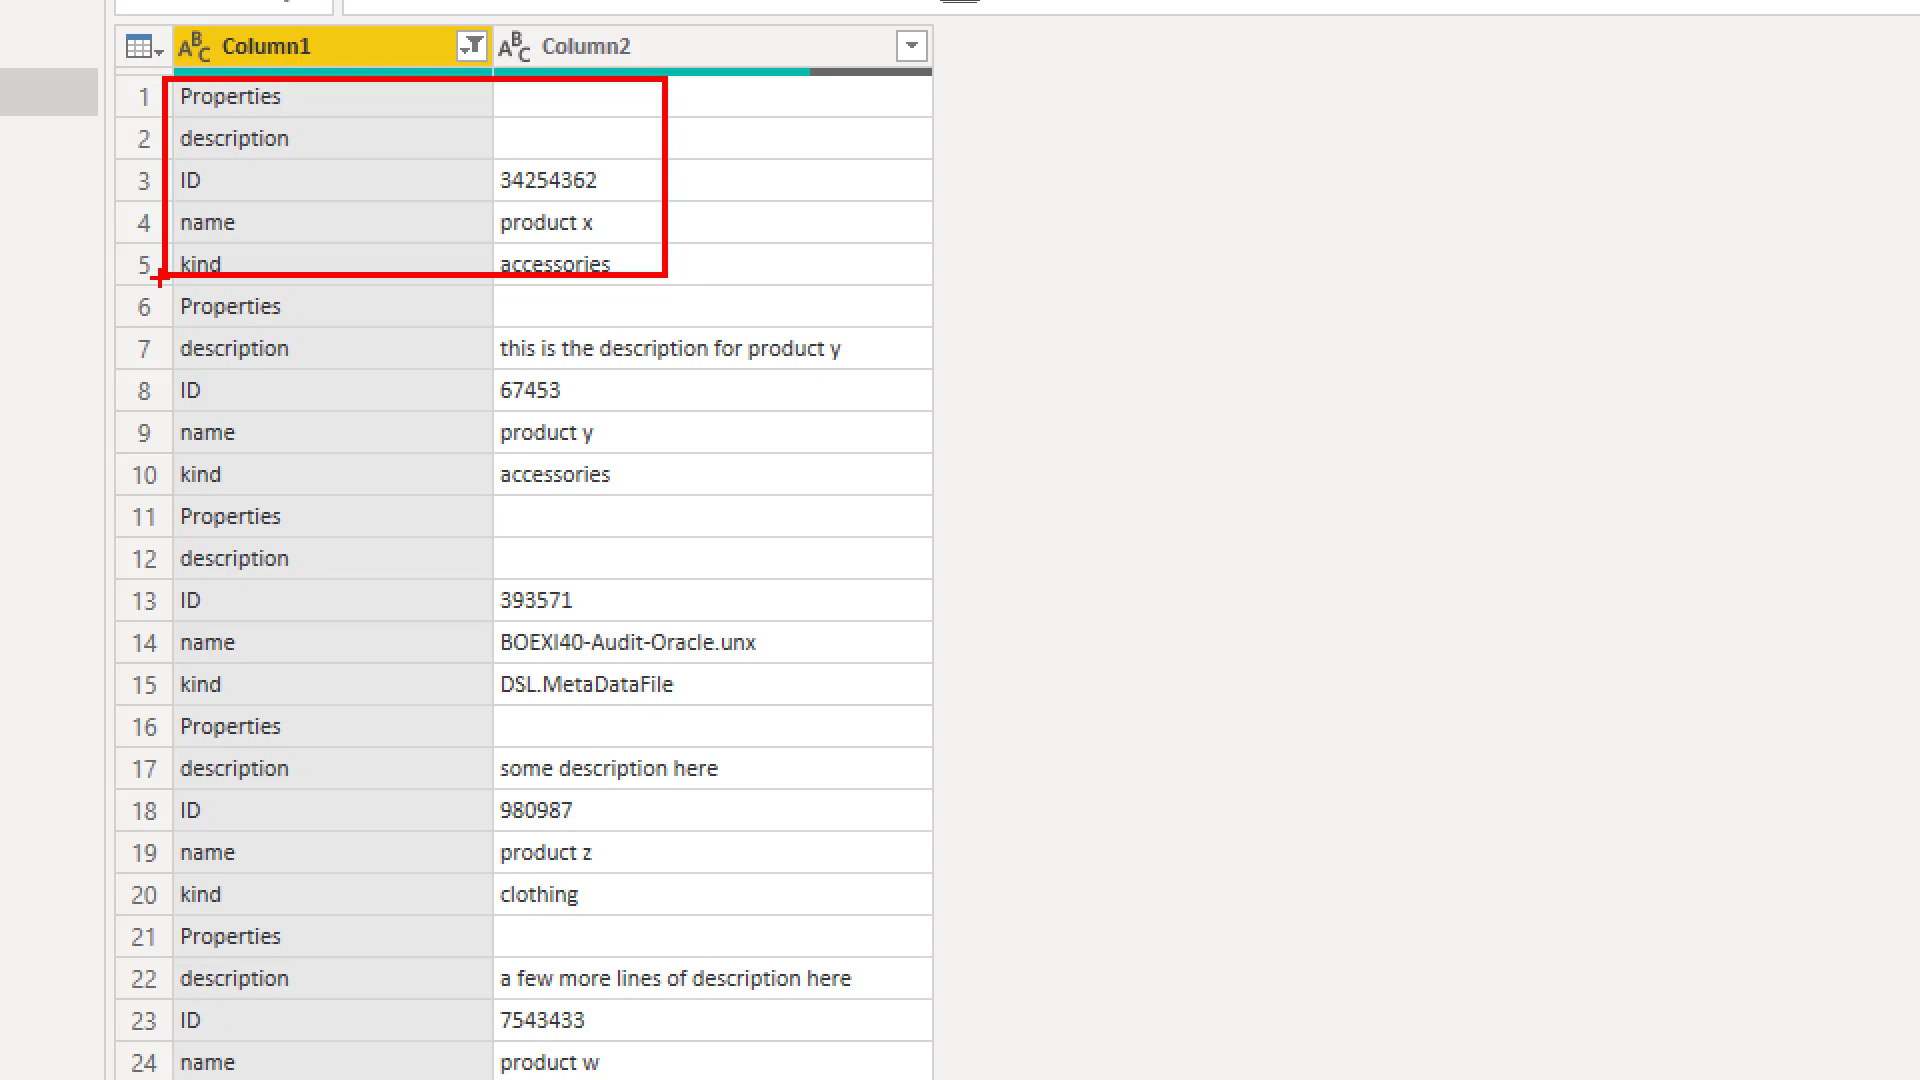 ABC Column1 ABC Column2
1 Properties
2 description
3 ID 34254362
4 name product x
5 kind accessories
6 Properties
7 description this is the description for product y
8 ID 67453
9 name product y
10 kind accessories
11 Properties
12 description
13 ID 393571
14 name BOEXI40-Audit-Oracle.unx
15 kind DSL.MetaDataFile
16 Properties
17 description some description here
18 ID 980987
19 name product z
20 kind clothing
21 Properties
22 description a few more lines of description here
23 ID 7543433
24 name product w